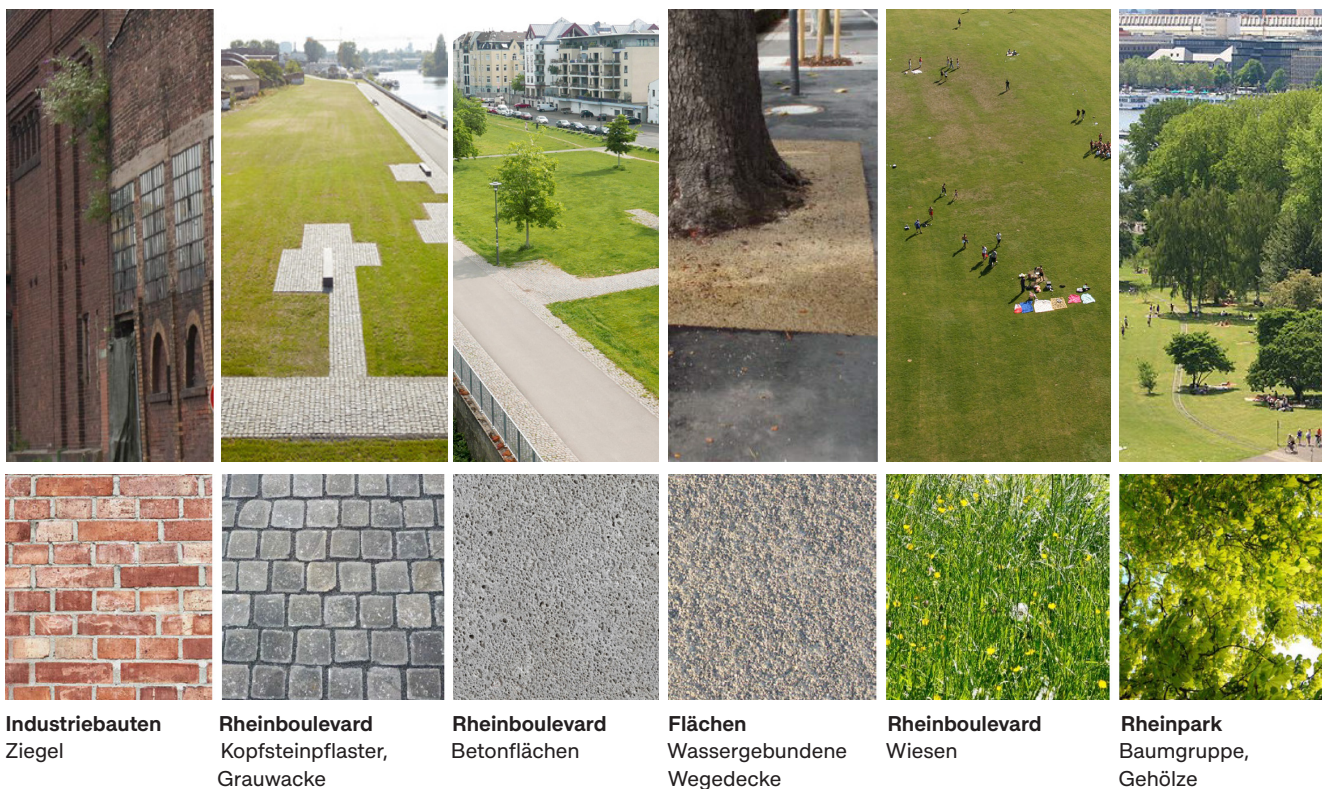 Industriebauten
Ziegel
Rheinboulevard
Kopfsteinpflaster,
Grauwacke
Rheinboulevard
Betonflächen
Flächen
Wassergebundene
Wegedecke
Rheinboulevard
Wiesen
Rheinpark
Baumgruppe,
Gehölze